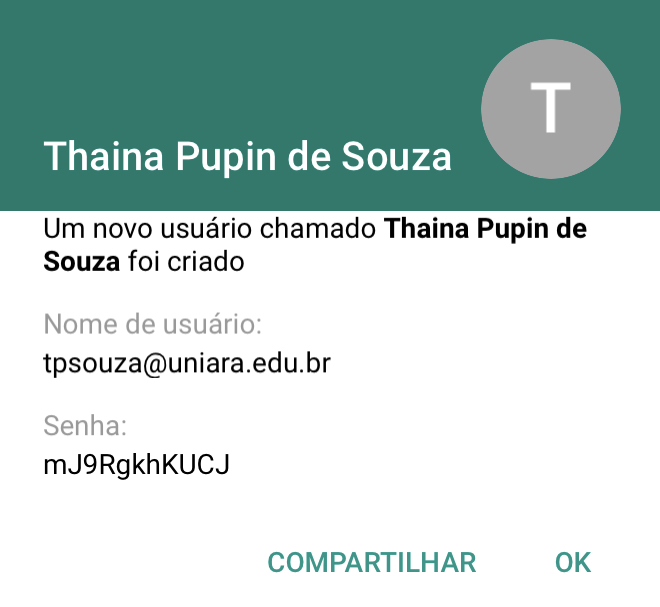 T
Thaina Pupin de Souza
Um novo usuário chamado Thaina Pupin de
Souza foi criado
Nome de usuário:
tpsouza@uniara.edu.br
Senha:
mJ9RgkhKUCJ
COMPARTILHAR OK